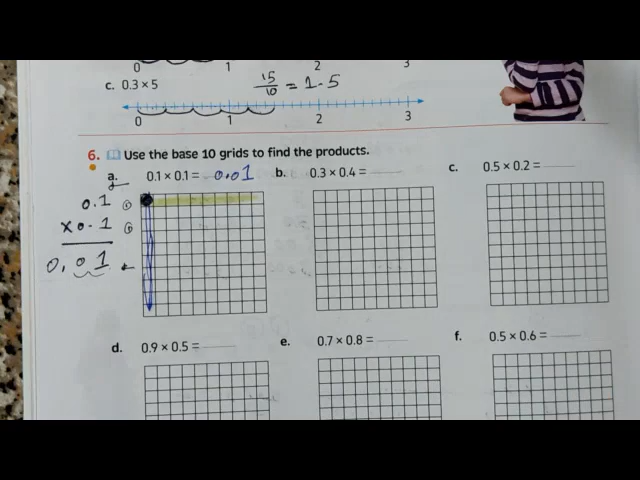 0 1 2 3
c. 0.3 × 5 15/10 = 1.5
0 1 2 3
6. Use the base 10 grids to find the products.
a. 0.1 × 0.1 = 0.01 b. 0.3 × 0.4 = c. 0.5 × 0.2 =
0.1
×0.1
0.01
d. 0.9 × 0.5 = e. 0.7 × 0.8 = f. 0.5 × 0.6 =